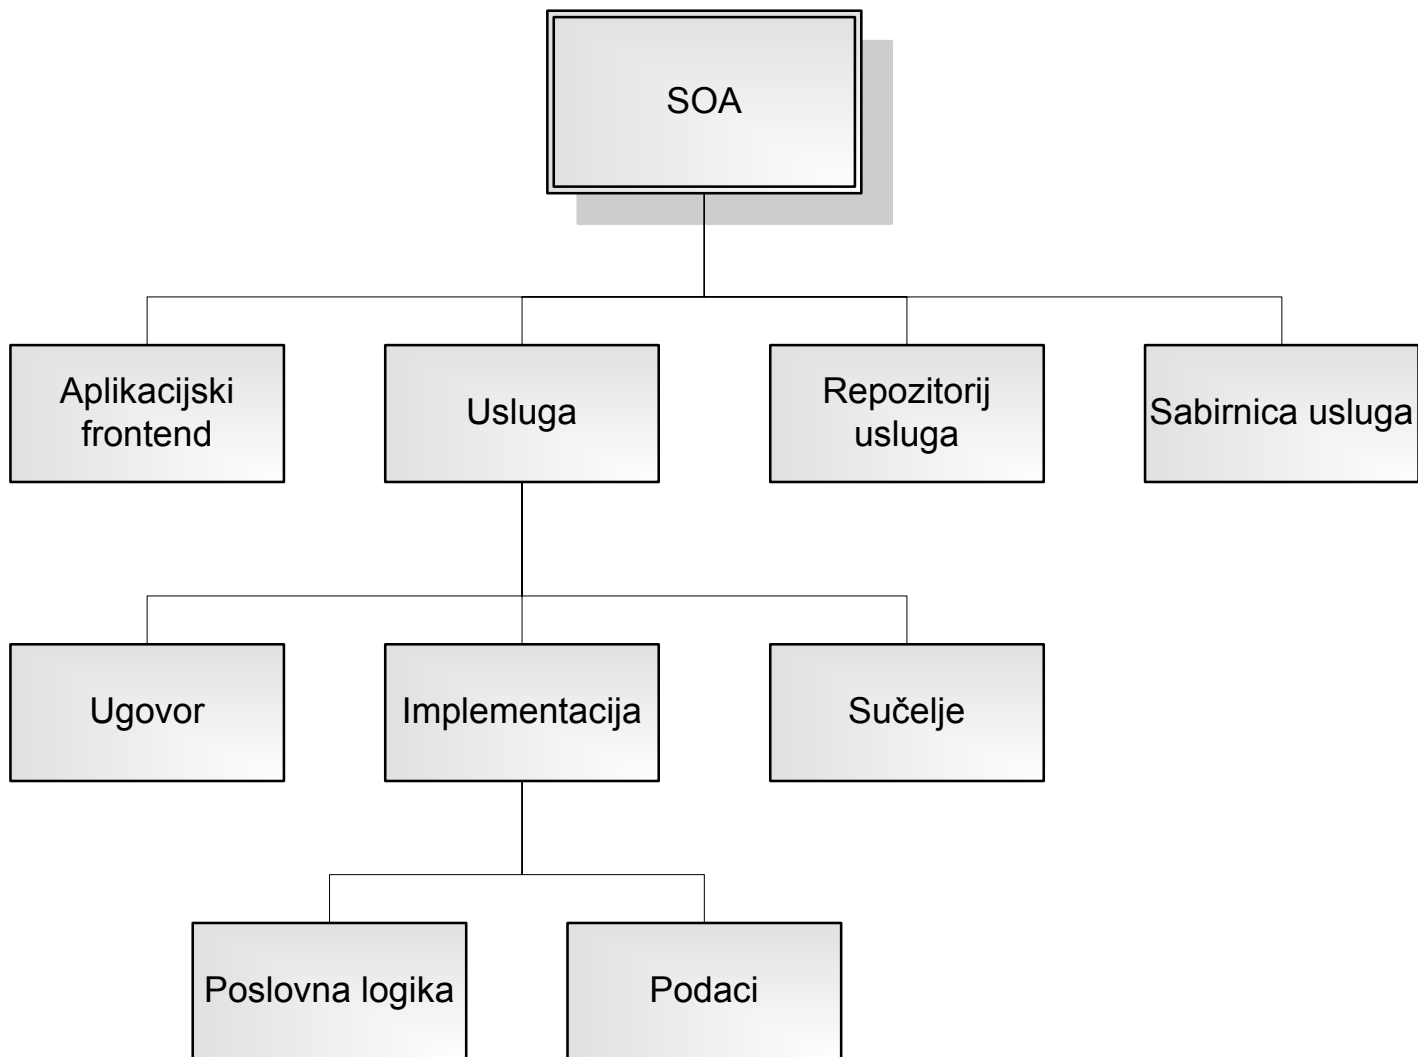 SOA
Aplikacijski
frontend
Usluga
Repozitorij
usluga
Sabirnica usluga
Ugovor
Implementacija
Sučelje
Poslovna logika
Podaci